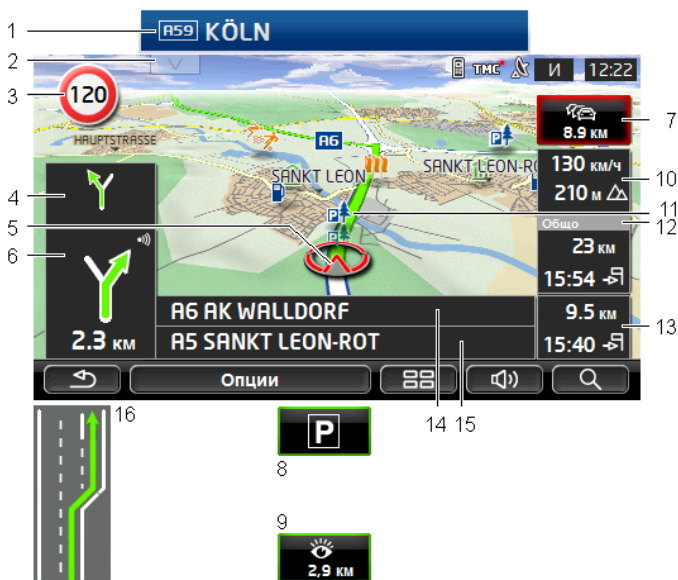 1 A59 KÖLN
2 TMC И 12:22
3 120
HAUPTSTRASSE
A6
8.9 км 7
SANKT LEON
SANKT LEON-RO
130 км/ч
210 м 10
4
11
Общо 12
5
23 км
6
15:54
A6 AK WALLDORF
9.5 км
2.3 км
A5 SANKT LEON-ROT
15:40 13
Опции
16
14 15
P
8
9
2,9 км